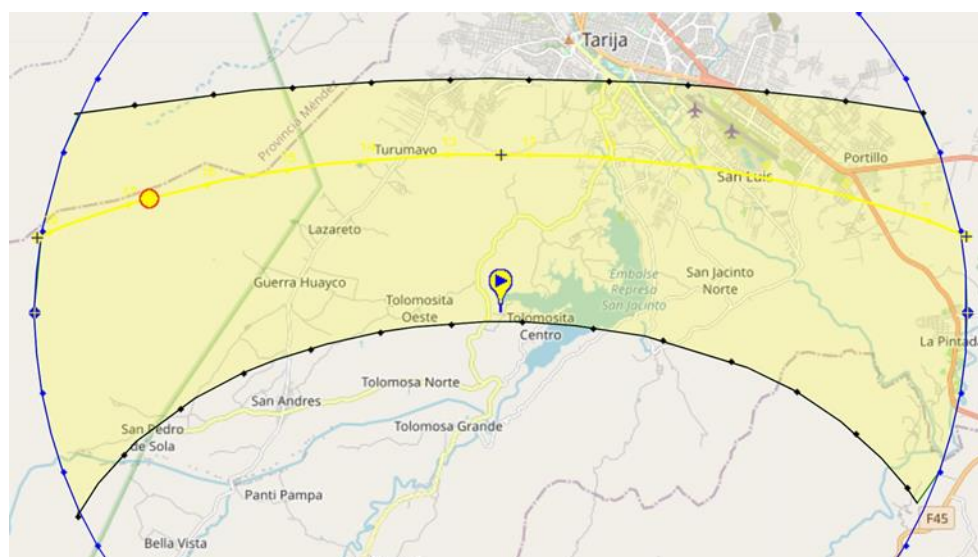 Tarija
Provincia Méndez
Turumayo
Portillo
San Luis
Lazareto
Guerra Huayco
Embalse
Represa
San Jacinto
San Jacinto
Norte
Tolomosita
Oeste
Tolomosita
Centro
La Pintada
Tolomosa Norte
San Andres
San Pedro
de Sola
Tolomosa Grande
Panti Pampa
F45
Bella Vista